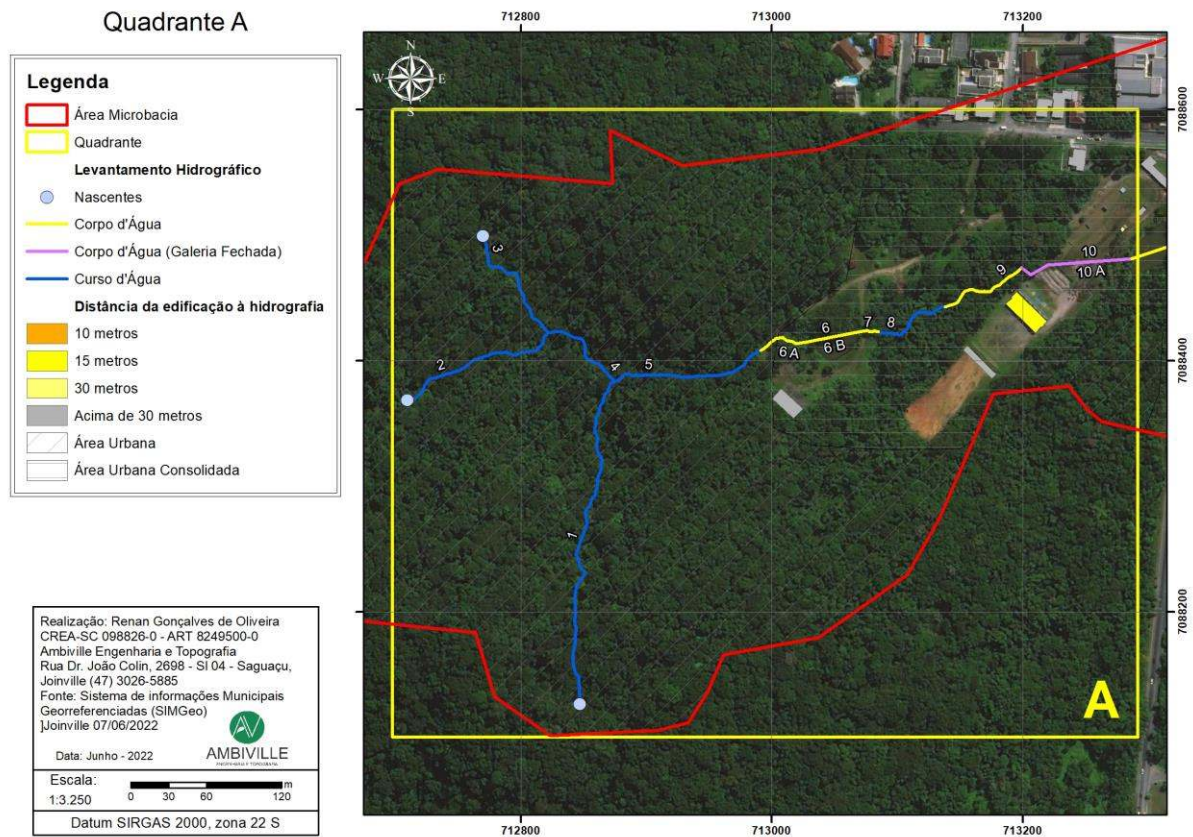 Quadrante A
Legenda
Área Microbacia
Quadrante
Levantamento Hidrográfico
Nascentes
Corpo d'Água
Corpo d'Água (Galeria Fechada)
Curso d'Água
Distância da edificação à hidrografia
10 metros
15 metros
30 metros
Acima de 30 metros
Área Urbana
Área Urbana Consolidada
Realização: Renan Gonçalves de Oliveira
CREA-SC 098826-0 - ART 8249500-0
Ambiville Engenharia e Topografia
Rua Dr. João Colin, 2698 - Sl 04 - Saguaçu,
Joinville (47) 3026-5885
Fonte: Sistema de informações Municipais
Georreferenciadas (SIMGeo)
]Joinville 07/06/2022
Data: Junho - 2022
AV
AMBIVILLE
ENGENHARIA E TOPOGRAFIA
Escala:
1:3.250
0 30 60 120
m
Datum SIRGAS 2000, zona 22 S
712800 713000 713200
N
W E
S
7088600
7088400
7088200
3
2
4
5
1
6
6 A
6 B
7
8
9
10
10 A
A
712800 713000 713200